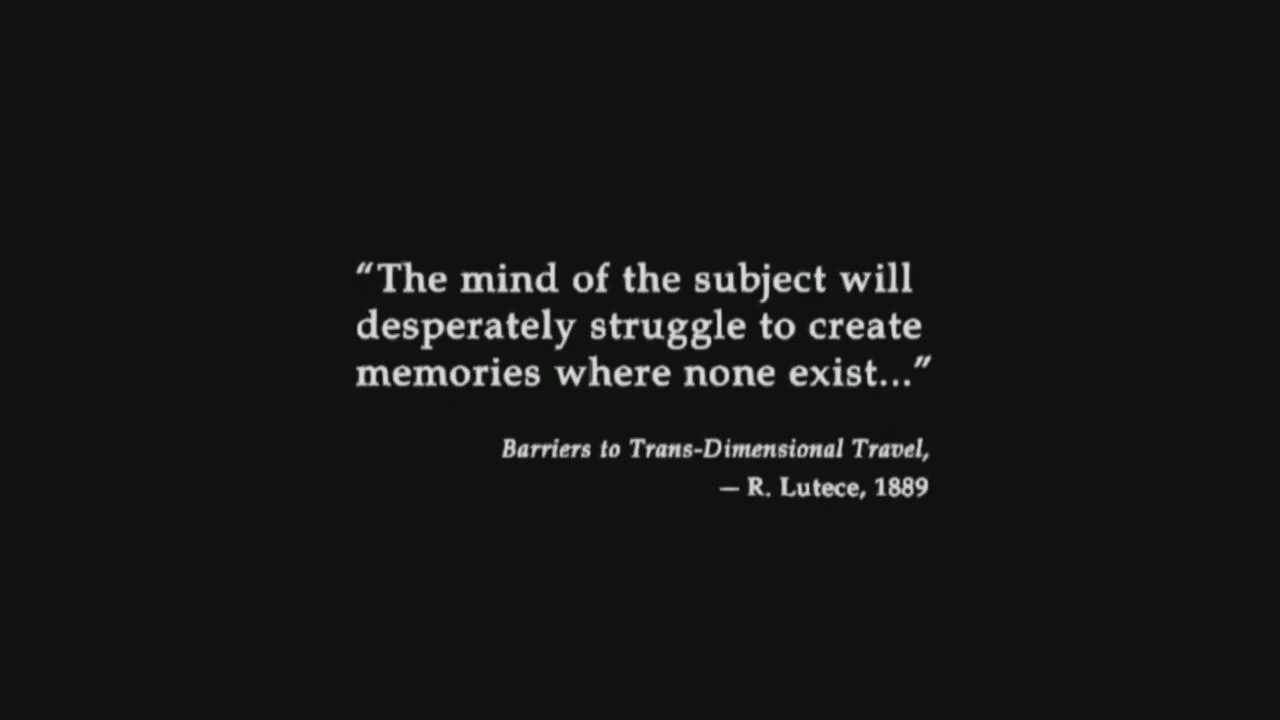 “The mind of the subject will
desperately struggle to create
memories where none exist...”
Barriers to Trans-Dimensional Travel,
— R. Lutece, 1889